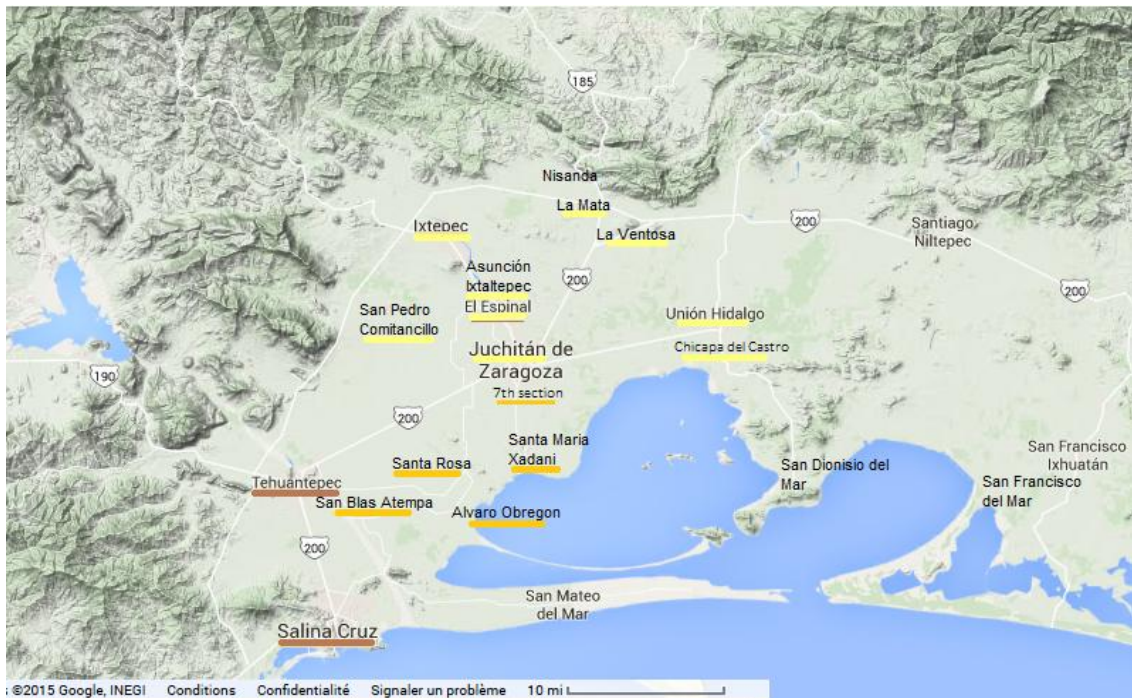 185
Nisanda
La Mata
Ixtepec
La Ventosa
200
Santiago
Niltepec
Asunción
Ixtaltepec
El Espinal
200
200
San Pedro
Comitancillo
Unión Hidalgo
Chicapa del Castro
Juchitán de
Zaragoza
7th section
190
200
Santa Maria
Xadani
Santa Rosa
San Dionisio del
Mar
San Francisco
Ixhuatán
San Francisco
del Mar
Tehuantepec
San Blas Atempa
Alvaro Obregon
200
San Mateo
del Mar
Salina Cruz
s ©2015 Google, INEGI Conditions Confidentialité Signaler un problème 10 mi